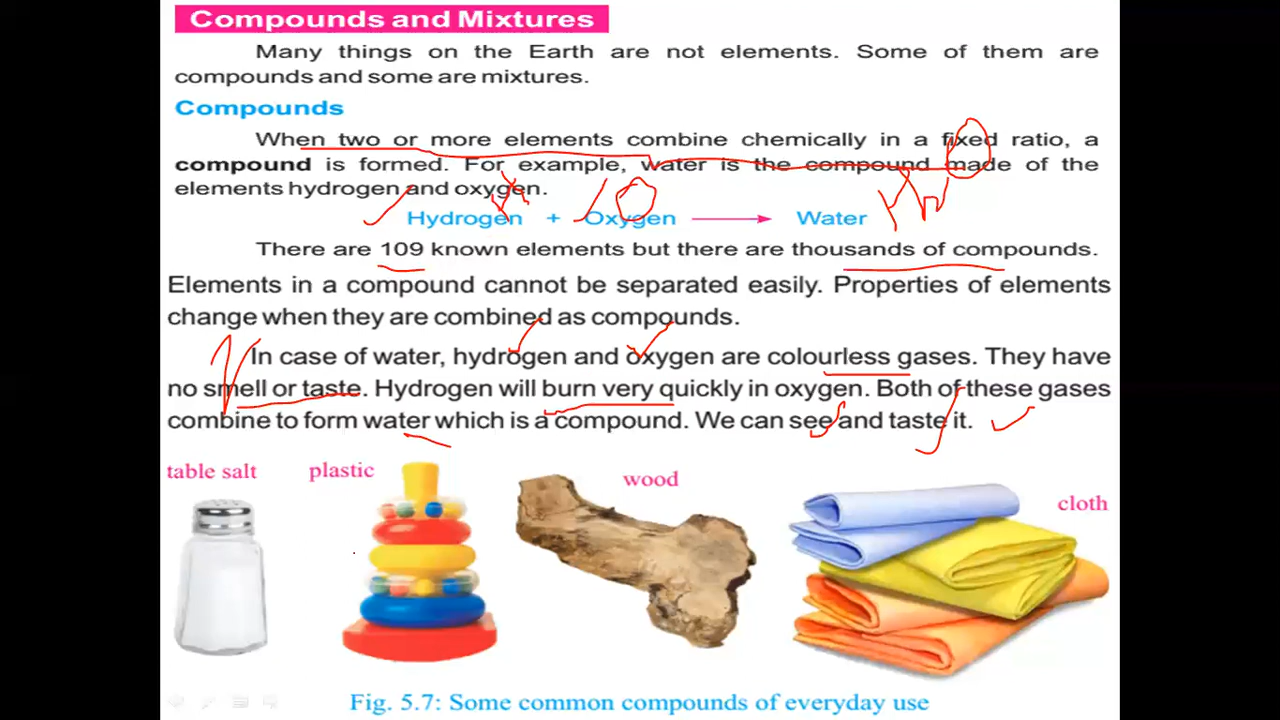 Compounds and Mixtures
Many things on the Earth are not elements. Some of them are
compounds and some are mixtures.
Compounds
When two or more elements combine chemically in a fixed ratio, a
compound is formed. For example, water is the compound made of the
elements hydrogen and oxygen.
Hydrogen + Oxygen → Water
There are 109 known elements but there are thousands of compounds.
Elements in a compound cannot be separated easily. Properties of elements
change when they are combined as compounds.
In case of water, hydrogen and oxygen are colourless gases. They have
no smell or taste. Hydrogen will burn very quickly in oxygen. Both of these gases
combine to form water which is a compound. We can see and taste it.
table salt
plastic
wood
cloth
Fig. 5.7: Some common compounds of everyday use